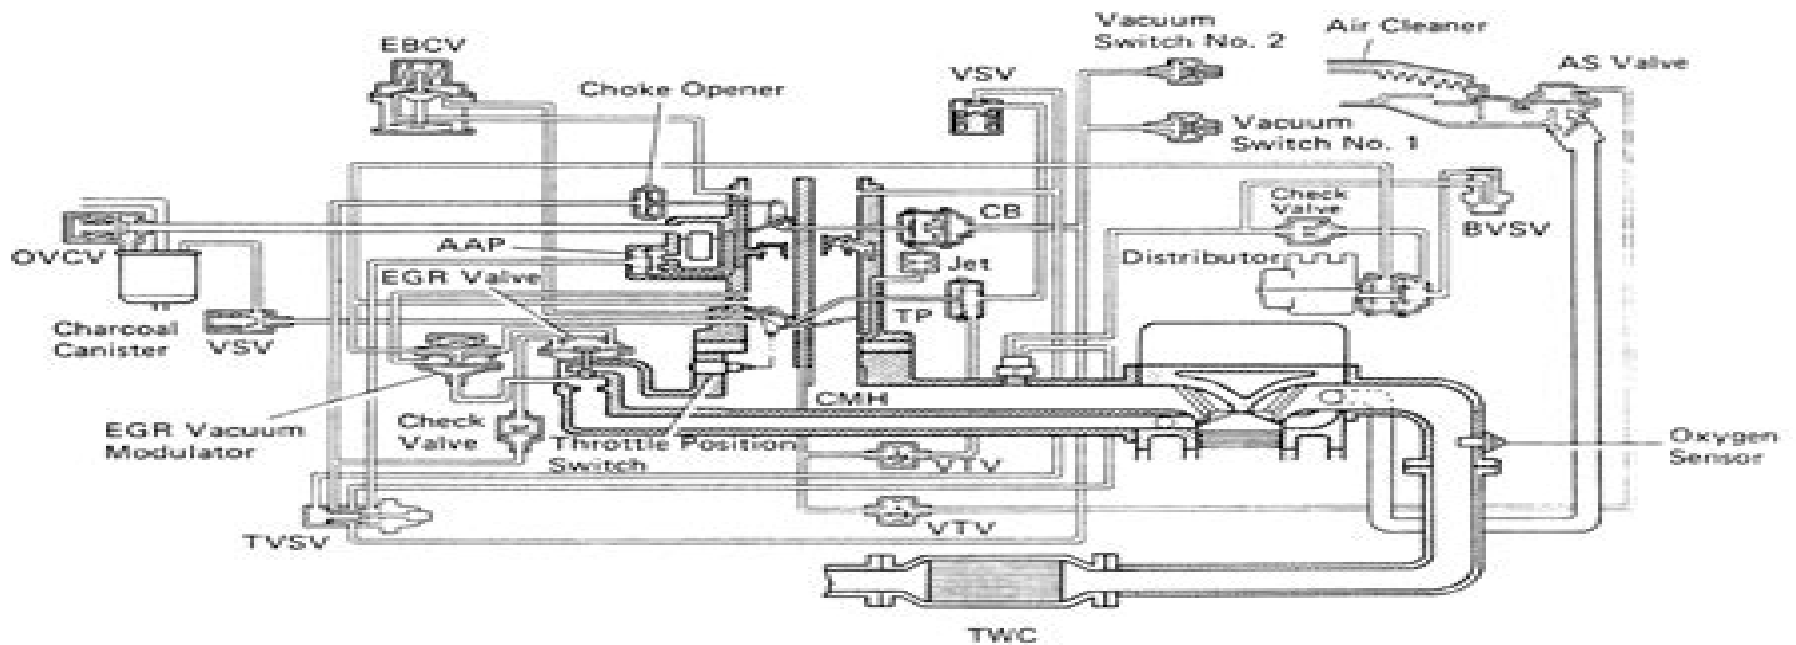 EBCV
Choke Opener
VSV
Vacuum
Switch No. 2
Air Cleaner
AS Valve
Vacuum
Switch No. 1
Check
Valve
BVSV
CB
OVCV
AAP
EGR Valve
Jet
Distributor
Charcoal
Canister
VSV
TP
CMH
EGR Vacuum
Modulator
Check
Valve
Throttle Position
Switch
VTV
Oxygen
Sensor
VTV
TVSV
TWC